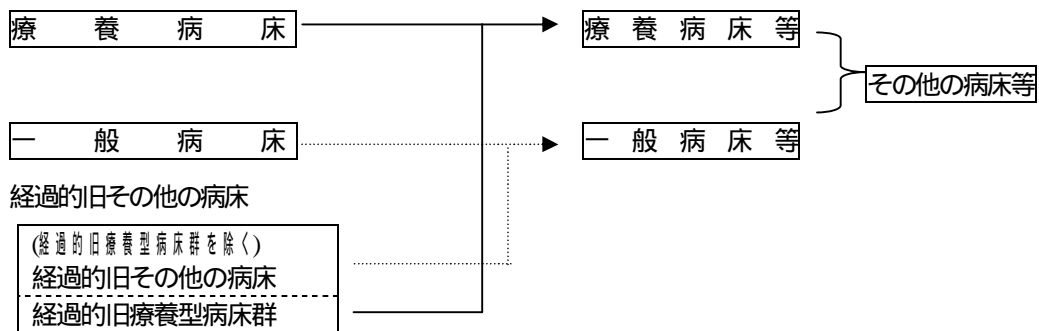 療養病床
療養病床等
その他の病床等
一般病床
一般病床等
経過的旧その他の病床
(経過的旧療養型病床群を除く)
経過的旧その他の病床
経過的旧療養型病床群